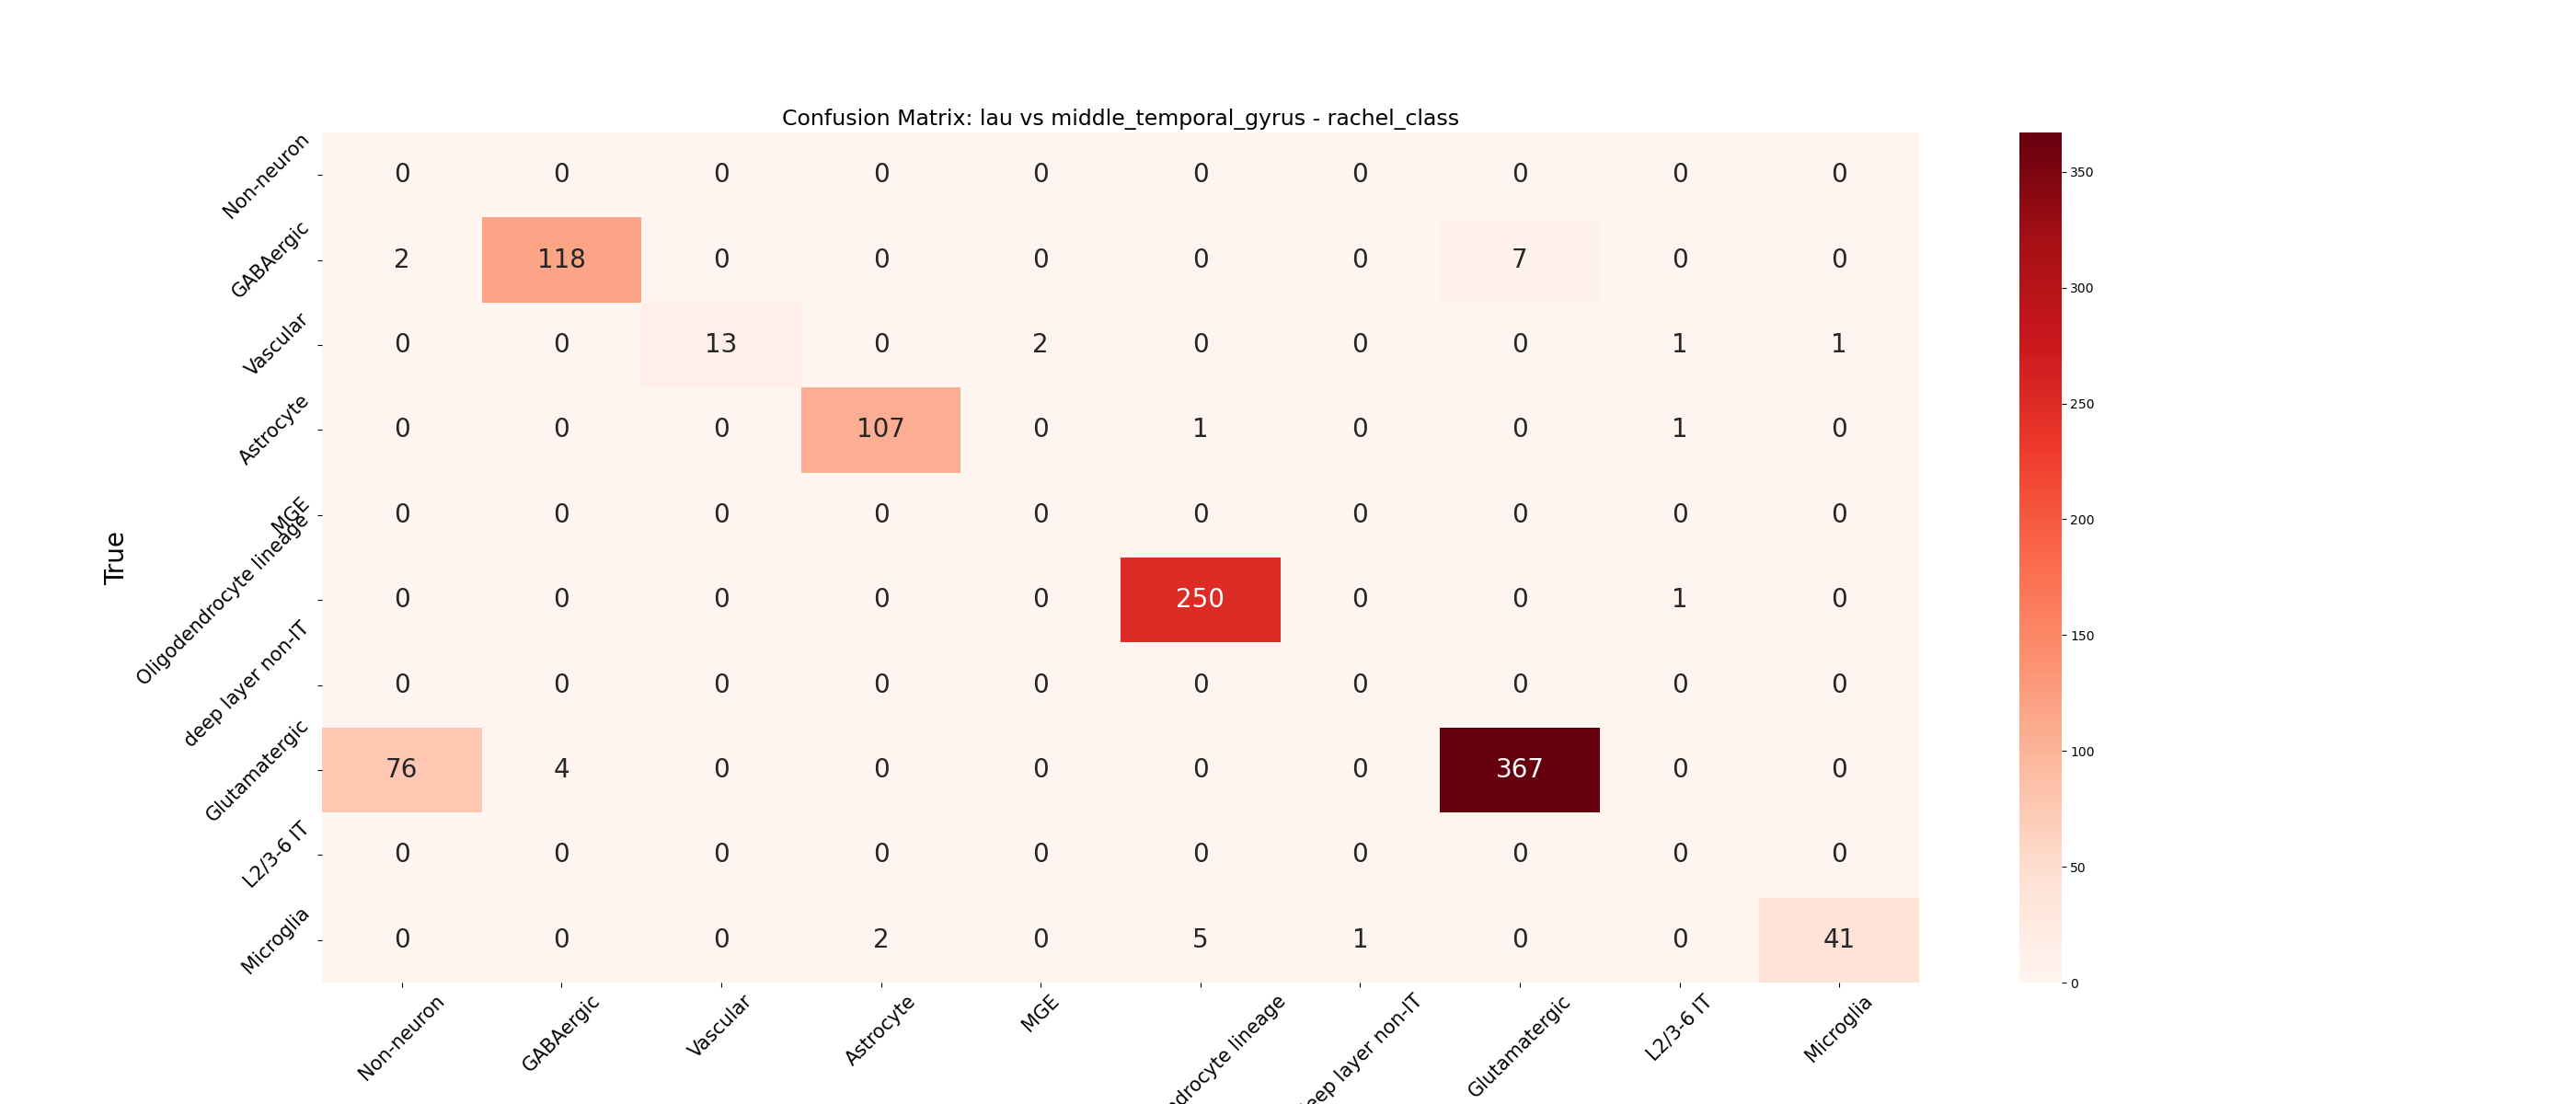 Confusion Matrix: lau vs middle_temporal_gyrus - rachel_class
Non-neuron 0 0 0 0 0 0 0 0 0 0
GABAergic 2 118 0 0 0 0 0 7 0 0
Vascular 0 0 13 0 2 0 0 0 1 1
Astrocyte 0 0 0 107 0 1 0 0 1 0
MGE 0 0 0 0 0 0 0 0 0 0
Oligodendrocyte lineage 0 0 0 0 0 250 0 0 1 0
deep layer non-IT 0 0 0 0 0 0 0 0 0 0
Glutamatergic 76 4 0 0 0 0 0 367 0 0
L2/3-6 IT 0 0 0 0 0 0 0 0 0 0
Microglia 0 0 0 2 0 5 1 0 0 41
True
Non-neuron GABAergic Vascular Astrocyte MGE drocyte lineage eep layer non-IT Glutamatergic L2/3-6 IT Microglia
350
300
250
200
150
100
50
0